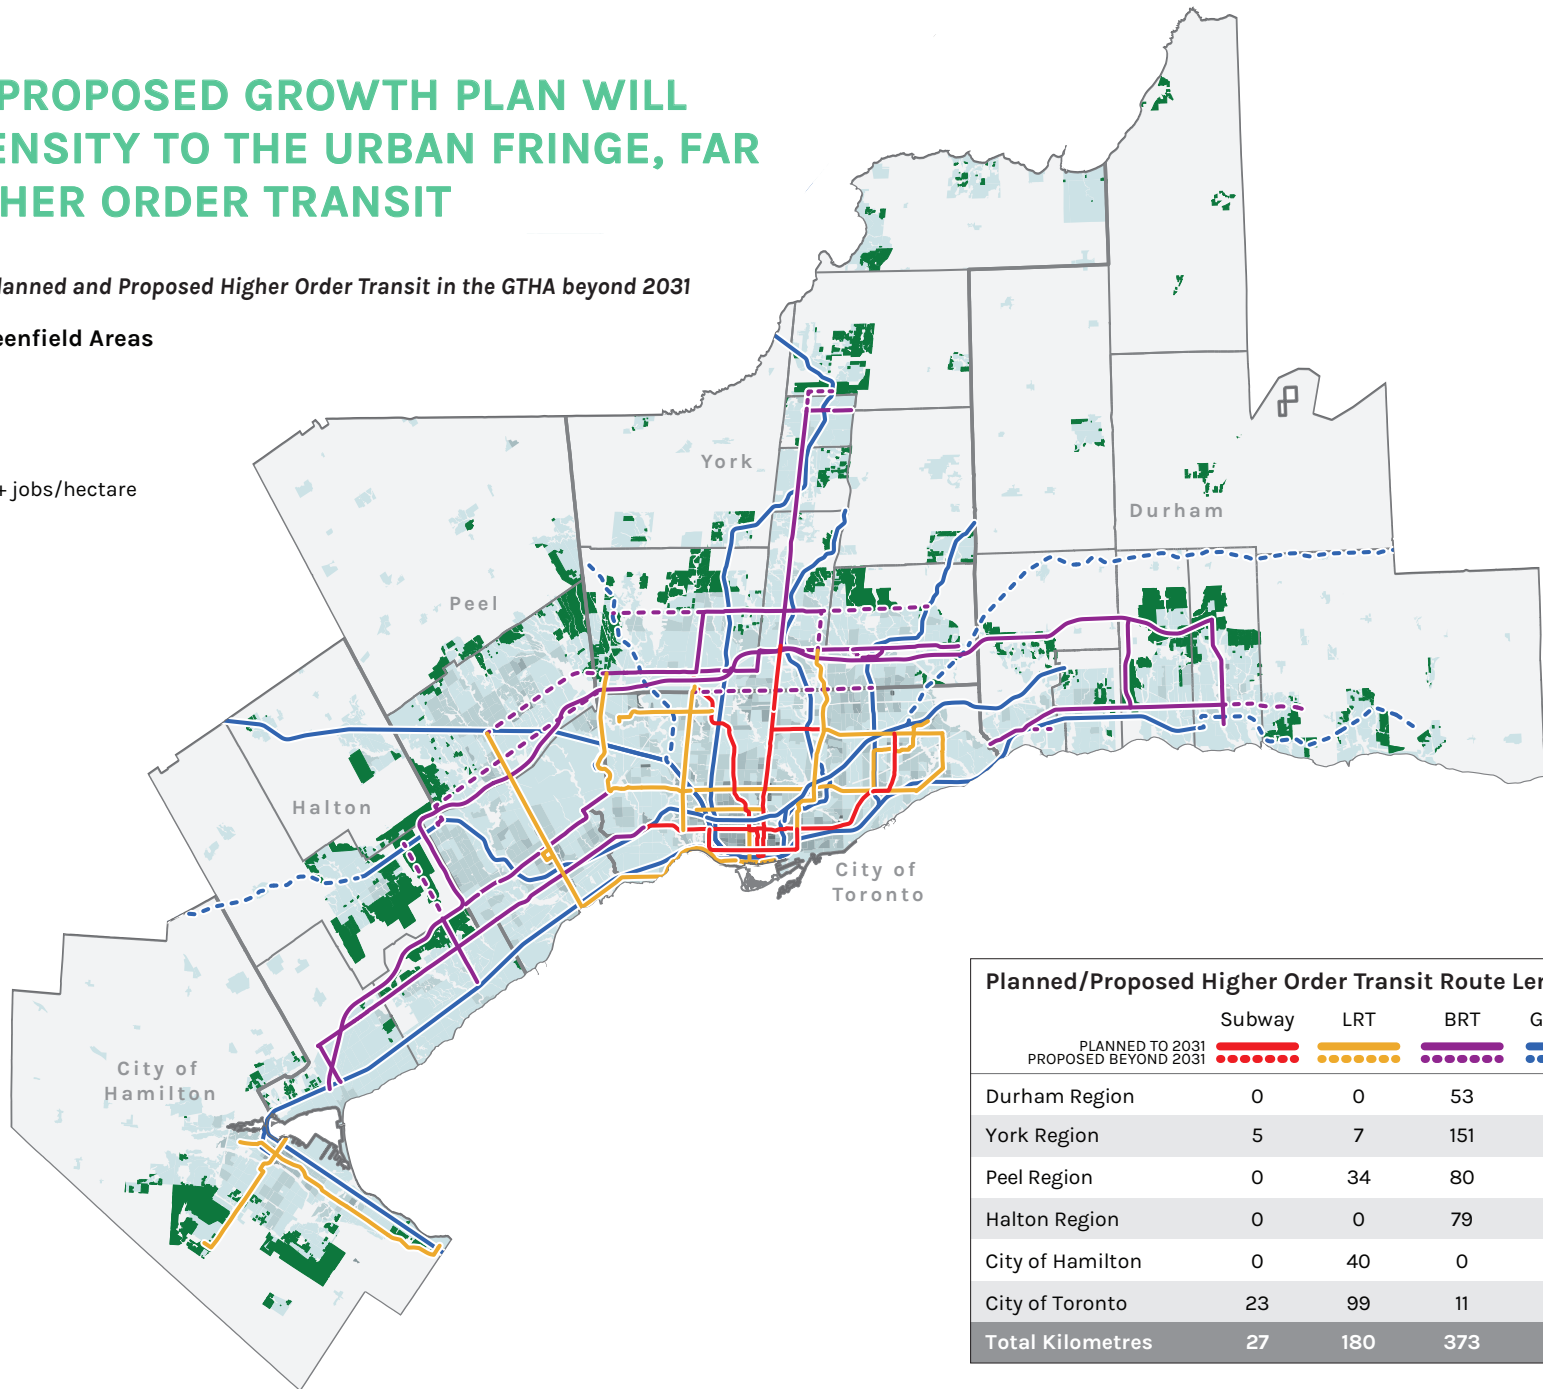 PROPOSED GROWTH PLAN WILL
ENSITY TO THE URBAN FRINGE, FAR
HER ORDER TRANSIT
lanned and Proposed Higher Order Transit in the GTHA beyond 2031
eenfield Areas
+ jobs/hectare
York
Durham
Peel
Halton
City of
Toronto
City of
Hamilton
Planned/Proposed Higher Order Transit Route Ler
Subway LRT BRT G
PLANNED TO 2031
PROPOSED BEYOND 2031
Durham Region 0 0 53
York Region 5 7 151
Peel Region 0 34 80
Halton Region 0 0 79
City of Hamilton 0 40 0
City of Toronto 23 99 11
Total Kilometres 27 180 373